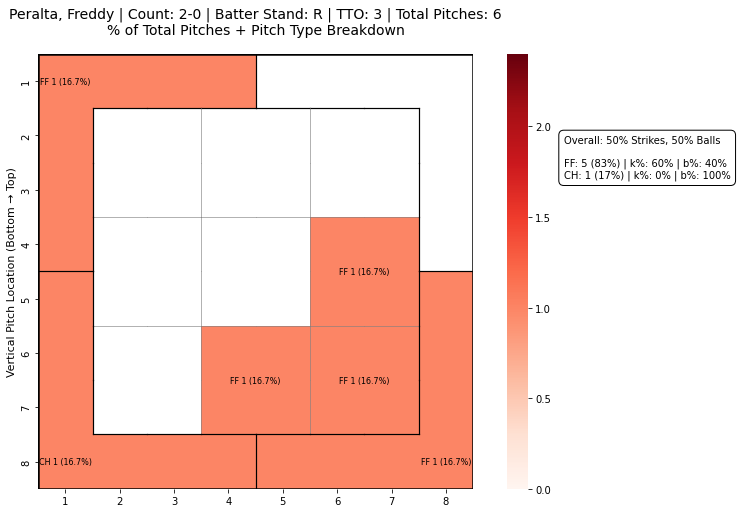 Peralta, Freddy | Count: 2-0 | Batter Stand: R | TTO: 3 | Total Pitches: 6
% of Total Pitches + Pitch Type Breakdown
Vertical Pitch Location (Bottom → Top)
1
2
3
4
5
6
7
8
FF 1 (16.7%)
FF 1 (16.7%)
FF 1 (16.7%)
FF 1 (16.7%)
CH 1 (16.7%)
FF 1 (16.7%)
1
2
3
4
5
6
7
8
2.0
1.5
1.0
0.5
0.0
Overall: 50% Strikes, 50% Balls
FF: 5 (83%) | k%: 60% | b%: 40%
CH: 1 (17%) | k%: 0% | b%: 100%